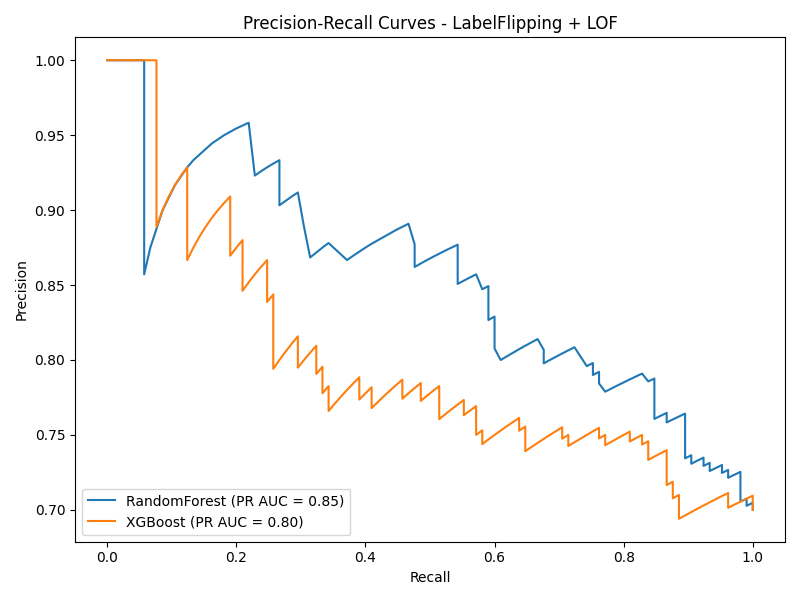 Precision-Recall Curves - LabelFlipping + LOF
Precision
1.00
0.95
0.90
0.85
0.80
0.75
0.70
RandomForest (PR AUC = 0.85)
XGBoost (PR AUC = 0.80)
0.0 0.2 0.4 0.6 0.8 1.0
Recall